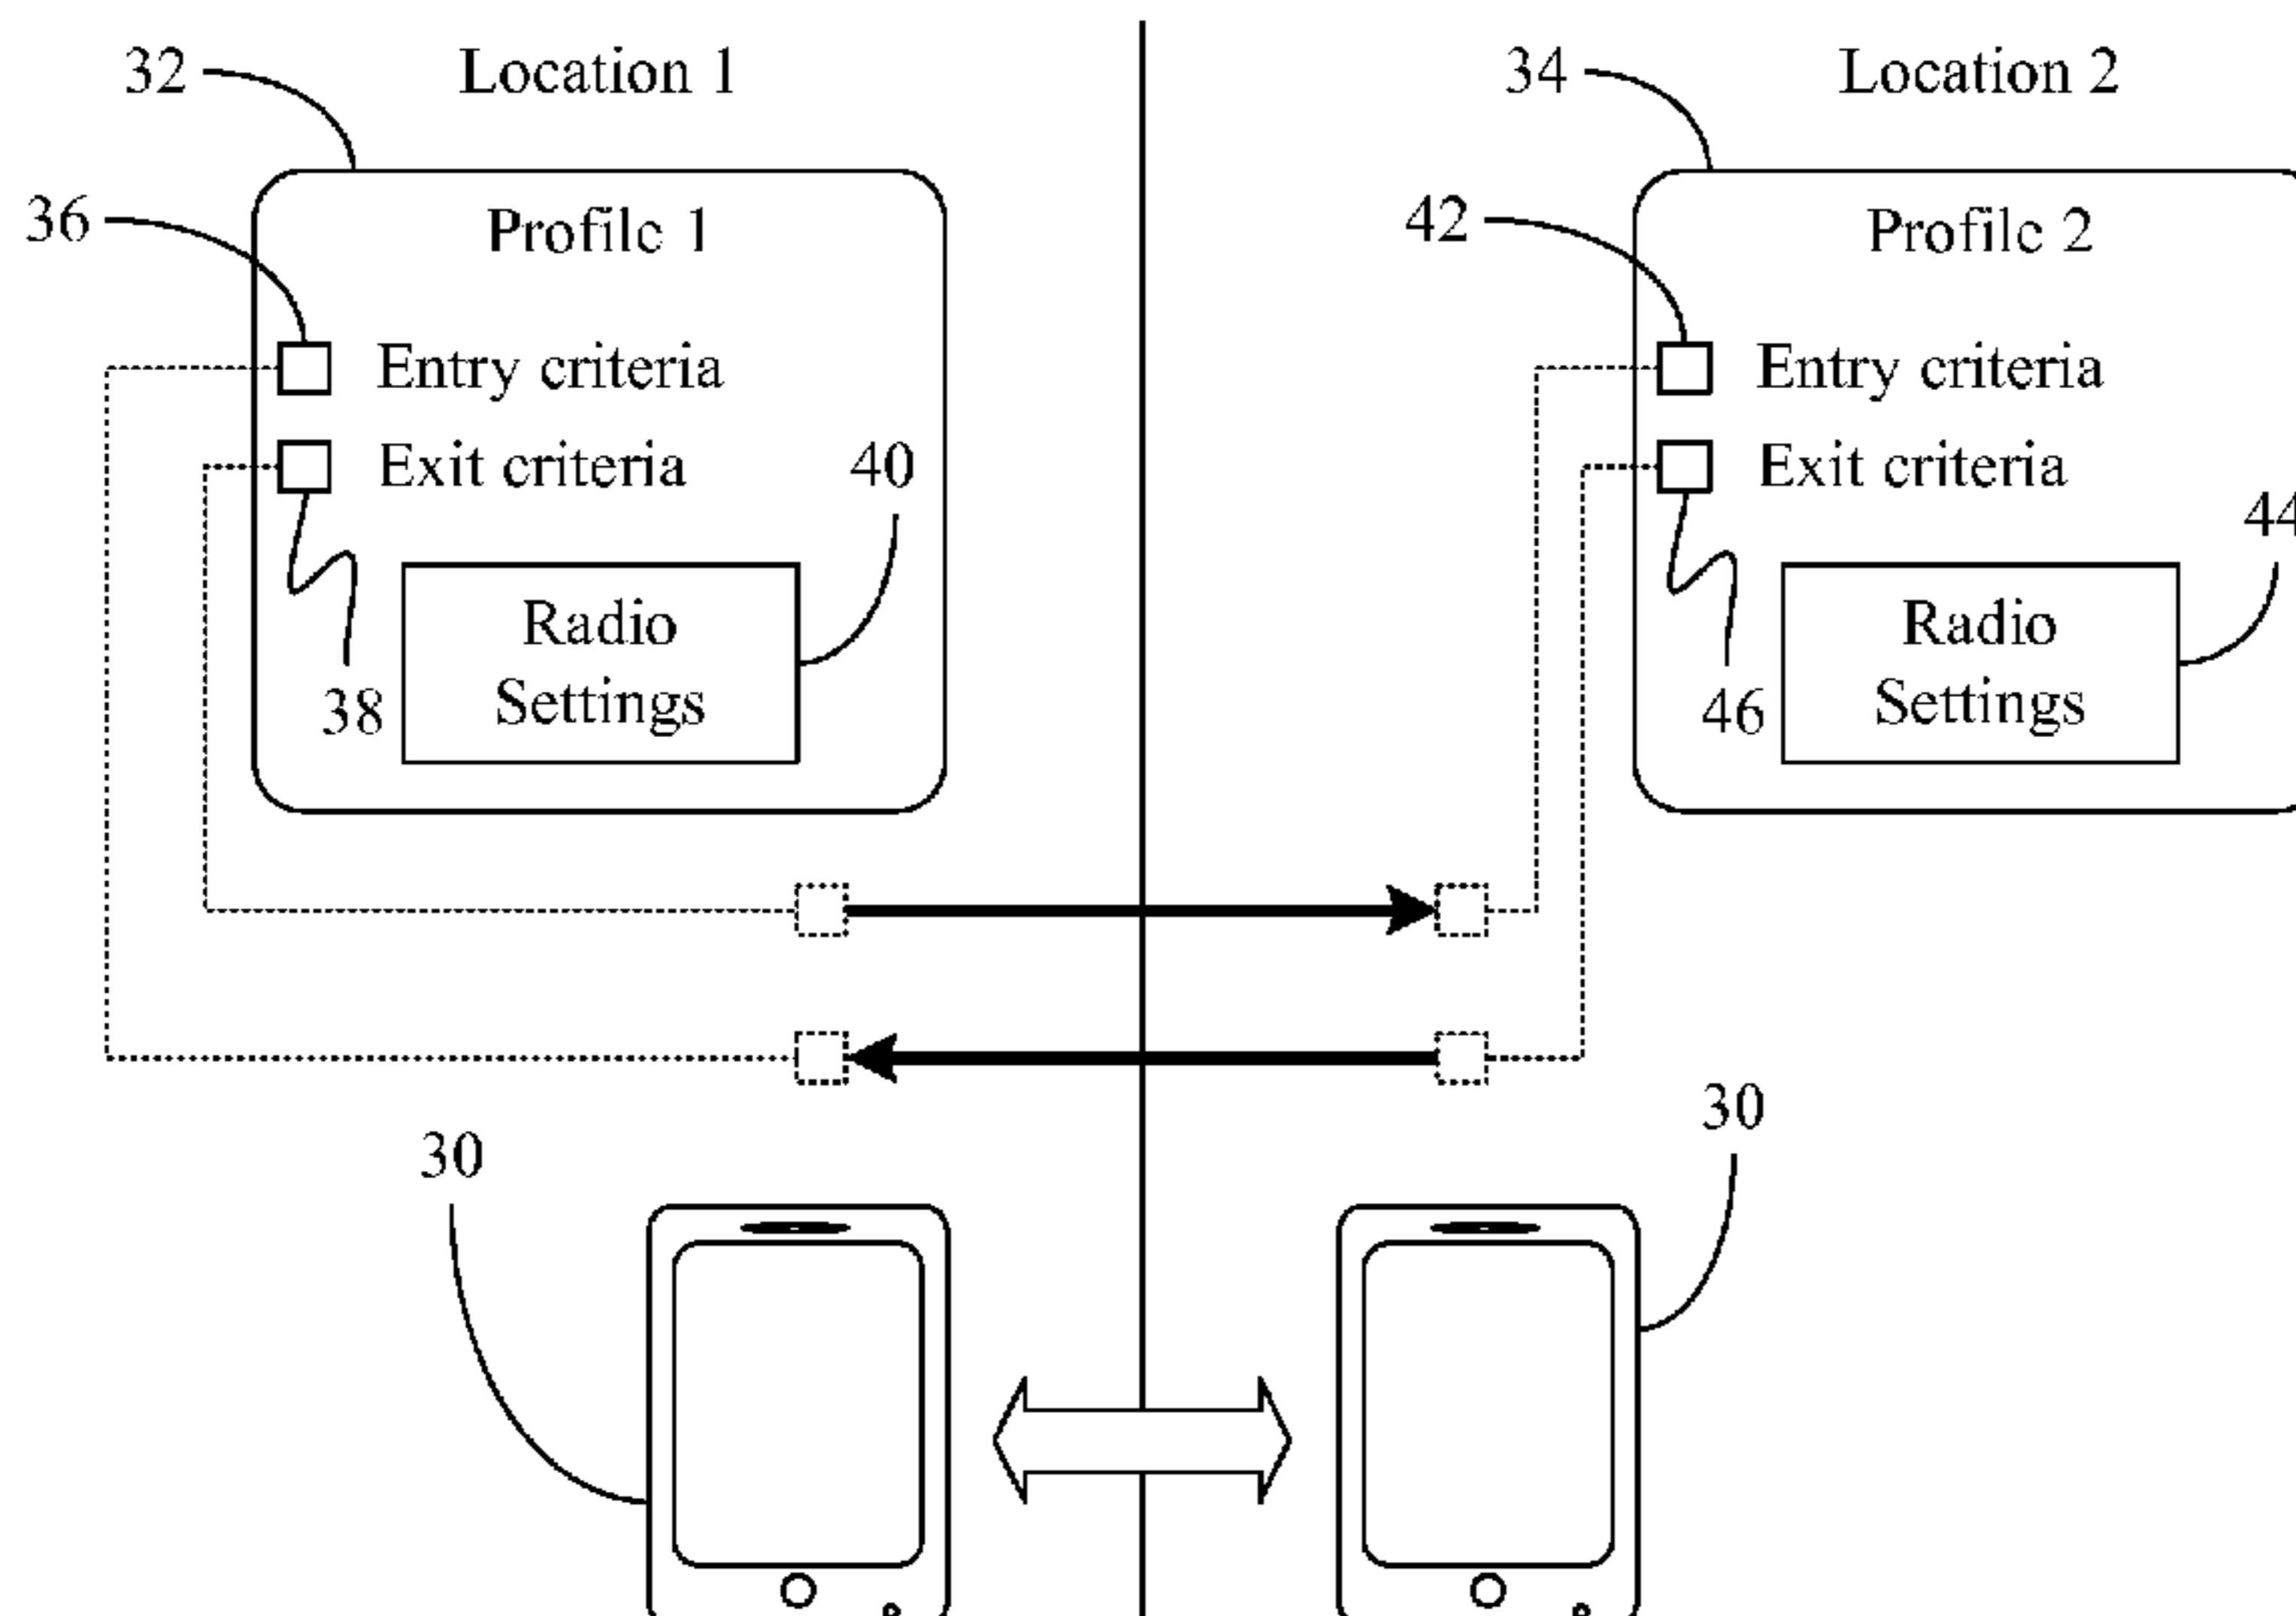 32
Location 1
34
Location 2
36
Profile 1
42
Profile 2
Entry criteria
Entry criteria
Exit criteria
40
Exit criteria
44
Radio
Settings
Radio
Settings
38
46
30
30